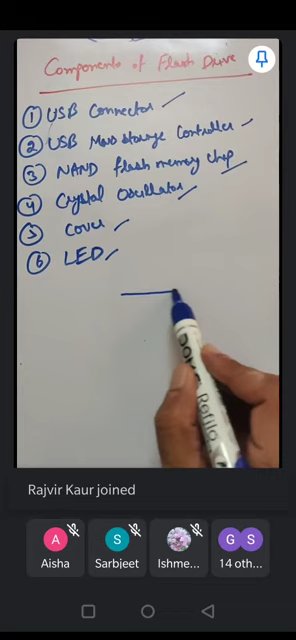 Components of Flash Drive
① USB Connector
② USB Mass storage Controller
③ NAND flash memory chip
④ Crystal Oscillator
⑤ Cover
⑥ LED
Refilo
Rajvir Kaur joined
A S G S
Aisha Sarbjeet Ishme... 14 oth...